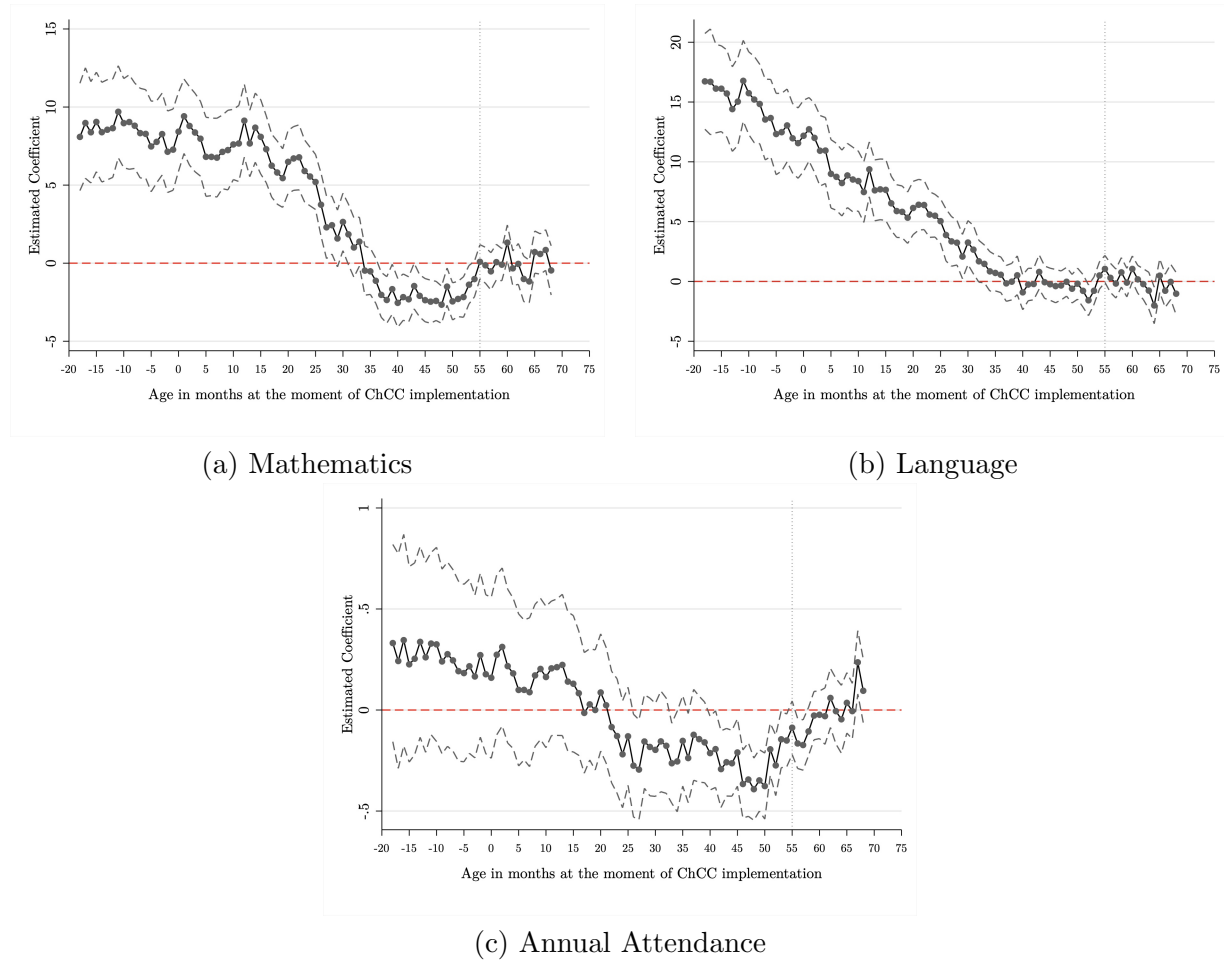 15
10
5
0
-5
Estimated Coefficient
-20 -15 -10 -5 0 5 10 15 20 25 30 35 40 45 50 55 60 65 70 75
Age in months at the moment of ChCC implementation
(a) Mathematics
20
15
10
5
0
-5
Estimated Coefficient
-20 -15 -10 -5 0 5 10 15 20 25 30 35 40 45 50 55 60 65 70 75
Age in months at the moment of ChCC implementation
(b) Language
1
.5
0
-.5
Estimated Coefficient
-20 -15 -10 -5 0 5 10 15 20 25 30 35 40 45 50 55 60 65 70 75
Age in months at the moment of ChCC implementation
(c) Annual Attendance